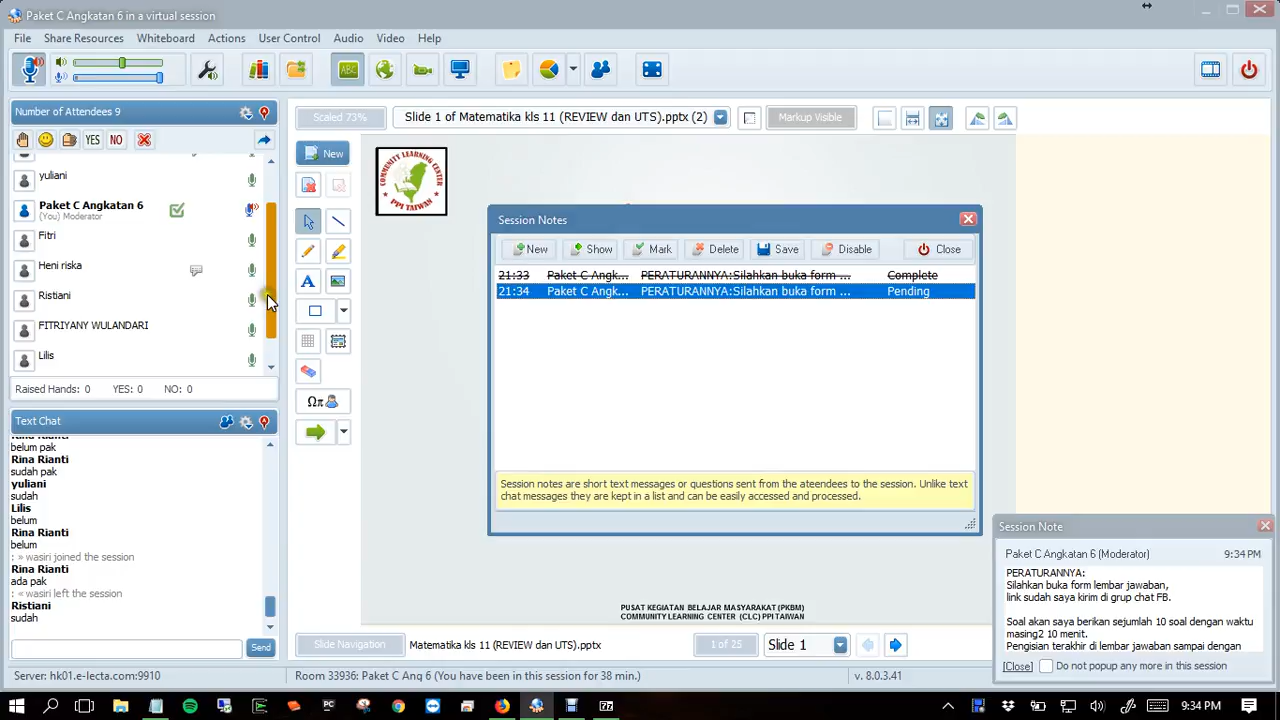 Paket C Angkatan 6 in a virtual session
File Share Resources Whiteboard Actions User Control Audio Video Help
ABC
Number of Attendees 9
YES NO
yuliani
Paket C Angkatan 6
(You) Moderator
Fitri
Heni riska
Ristiani
FITRIYANY WULANDARI
Lilis
Raised Hands: 0 YES: 0 NO: 0
Text Chat
Rina Rianti
belum pak
Rina Rianti
sudah pak
yuliani
sudah
Lilis
belum
Rina Rianti
belum
: » wasiri joined the session
Rina Rianti
ada pak
: « wasiri left the session
Ristiani
sudah
Send
Scaled 73%
Slide 1 of Matematika kls 11 (REVIEW dan UTS).pptx (2)
Markup Visible
New
A
Ωπ
COMMUNITY LEARNING CENTER
PPI TAIWAN
Session Notes
New Show Mark Delete Save Disable Close
21:33 Paket C Angk... PERATURANNYA:Silahkan buka form ... Complete
21:34 Paket C Angk... PERATURANNYA:Silahkan buka form ... Pending
Session notes are short text messages or questions sent from the ateendees to the session. Unlike text
chat messages they are kept in a list and can be easily accessed and processed.
PUSAT KEGIATAN BELAJAR MASYARAKAT (PKBM)
COMMUNITY LEARNING CENTER (CLC) PPI TAIWAN
Slide Navigation
Matematika kls 11 (REVIEW dan UTS).pptx
1 of 25
Slide 1
Session Note
Paket C Angkatan 6 (Moderator) 9:34 PM
PERATURANNYA:
Silahkan buka form lembar jawaban,
link sudah saya kirim di grup chat FB.
Soal akan saya berikan sejumlah 10 soal dengan waktu
masing2 10 menit.
Pengisian terakhir di lembar jawaban sampai dengan
[Close] Do not popup any more in this session
Server: hk01.e-lecta.com:9910
Room 33936: Paket C Ang 6 (You have been in this session for 38 min.)
v. 8.0.3.41
PC
9:34 PM